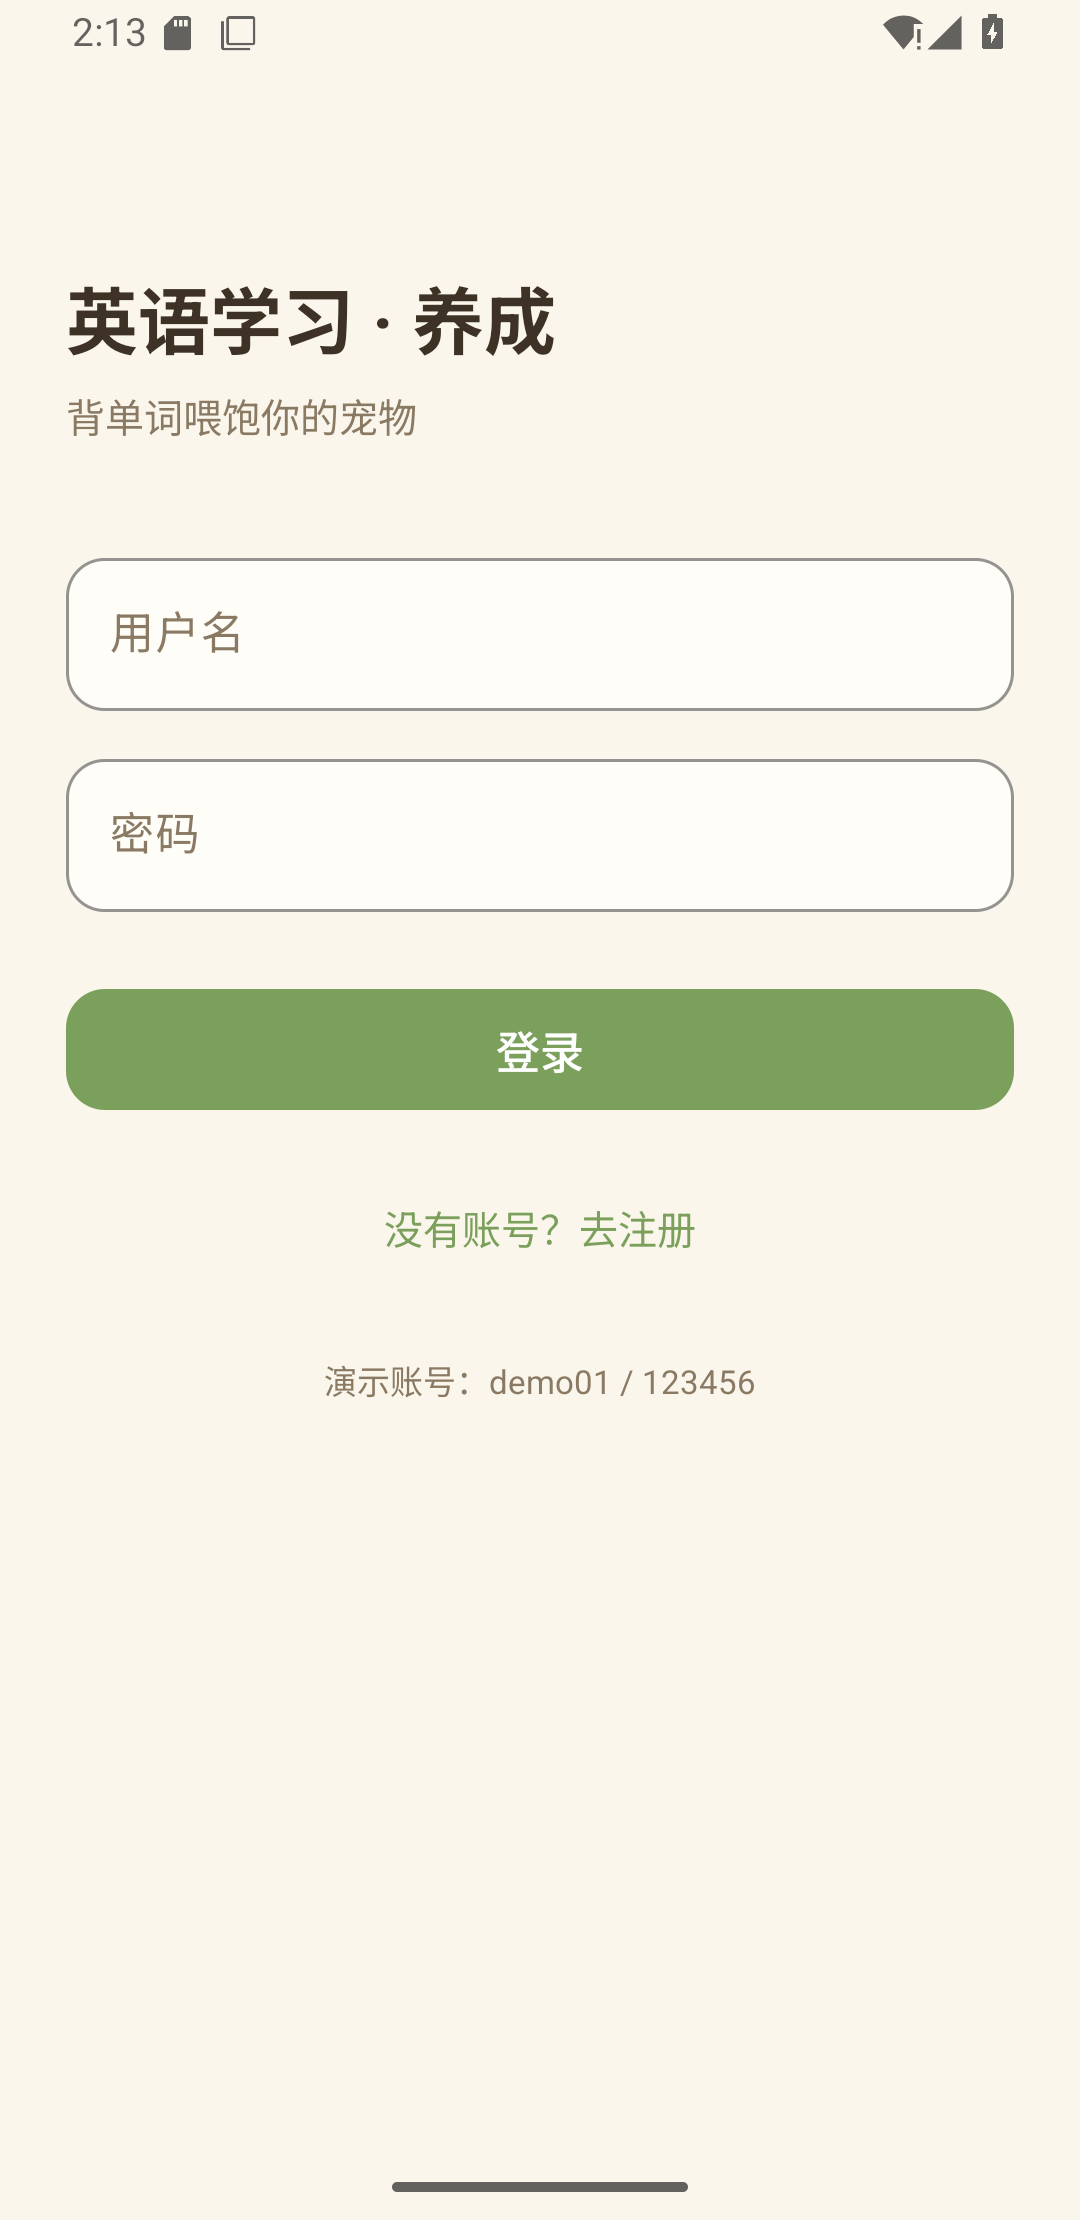 2:13
英语学习 · 养成
背单词喂饱你的宠物
用户名
密码
登录
没有账号？去注册
演示账号：demo01 / 123456